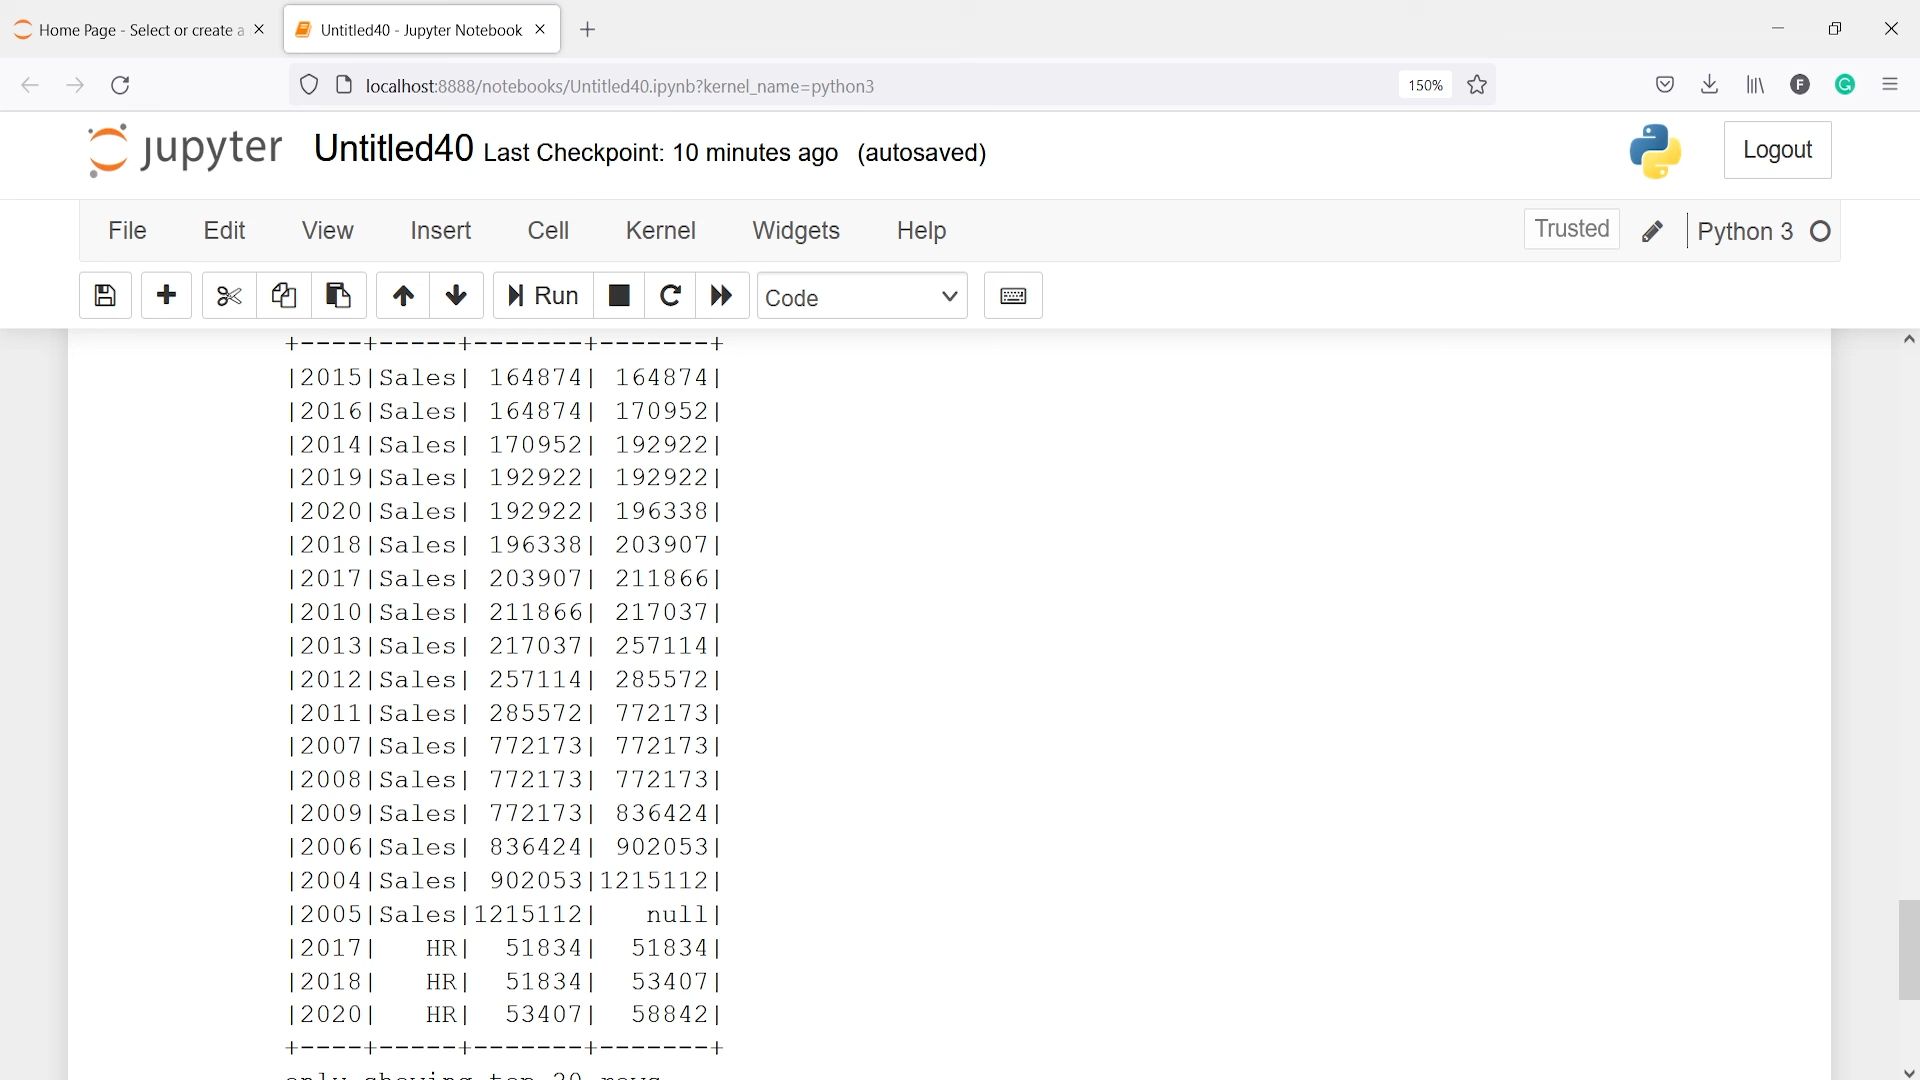 Home Page - Select or create a
Untitled40 - Jupyter Notebook
localhost:8888/notebooks/Untitled40.ipynb?kernel_name=python3
150%
F
G
jupyter Untitled40 Last Checkpoint: 10 minutes ago (autosaved)
Logout
File Edit View Insert Cell Kernel Widgets Help
Trusted
Python 3
Run
Code
+----+-----+-------+-------+
|2015|Sales| 164874| 164874|
|2016|Sales| 164874| 170952|
|2014|Sales| 170952| 192922|
|2019|Sales| 192922| 192922|
|2020|Sales| 192922| 196338|
|2018|Sales| 196338| 203907|
|2017|Sales| 203907| 211866|
|2010|Sales| 211866| 217037|
|2013|Sales| 217037| 257114|
|2012|Sales| 257114| 285572|
|2011|Sales| 285572| 772173|
|2007|Sales| 772173| 772173|
|2008|Sales| 772173| 772173|
|2009|Sales| 772173| 836424|
|2006|Sales| 836424| 902053|
|2004|Sales| 902053|1215112|
|2005|Sales|1215112|   null|
|2017|   HR|  51834|  51834|
|2018|   HR|  51834|  53407|
|2020|   HR|  53407|  58842|
+----+-----+-------+-------+
only showing top 20 rows